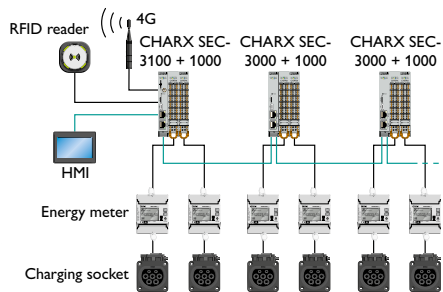 RFID reader
4G
CHARX SEC-
3100 + 1000
CHARX SEC-
3000 + 1000
CHARX SEC-
3000 + 1000
HMI
Energy meter
Charging socket